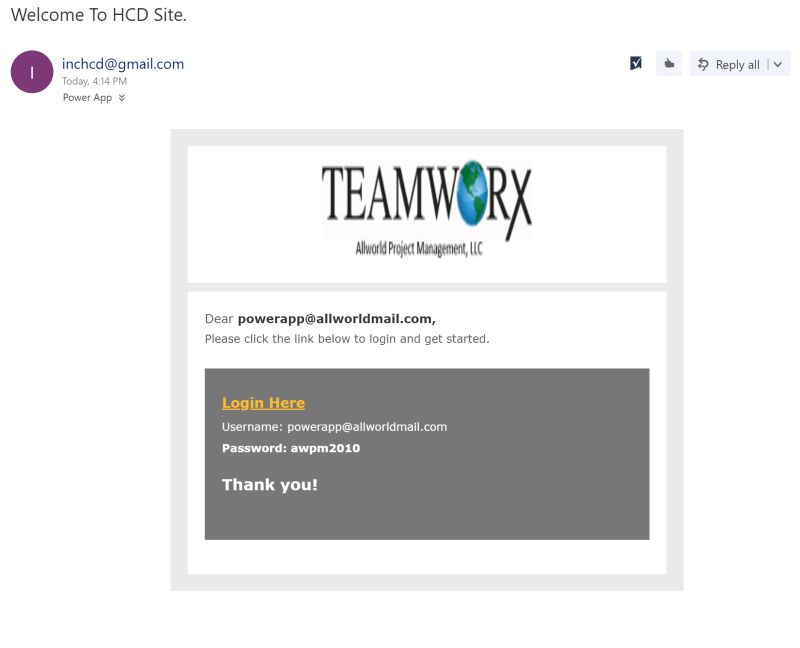 Welcome To HCD Site.
I
inchcd@gmail.com
Today, 4:14 PM
Power App
Reply all
TEAMWORX
Allworld Project Management, LLC
Dear powerapp@allworldmail.com,
Please click the link below to login and get started.
Login Here
Username: powerapp@allworldmail.com
Password: awpm2010
Thank you!